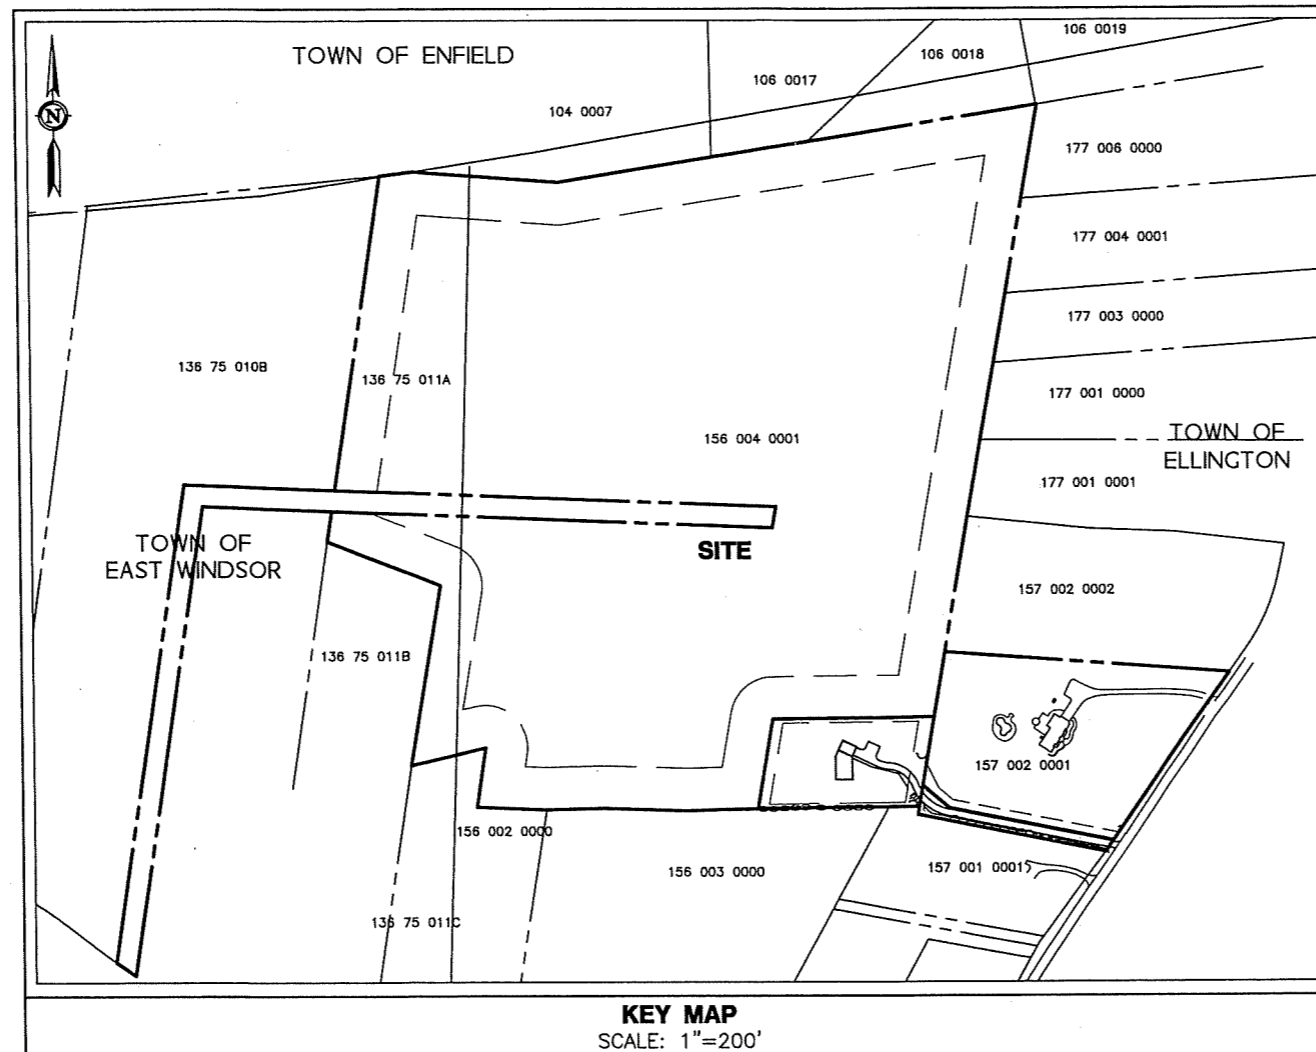 106 0019
TOWN OF ENFIELD
106 0018
106 0017
104 0007
N
177 006 0000
177 004 0001
177 003 0000
136 75 010B
136 75 011A
177 001 0000
156 004 0001
TOWN OF
ELLINGTON
177 001 0001
SITE
TOWN OF
EAST WINDSOR
157 002 0002
136 75 011B
157 002 0001
156 002 0000
156 003 0000
157 001 0001
136 75 011C
KEY MAP
SCALE: 1"=200'